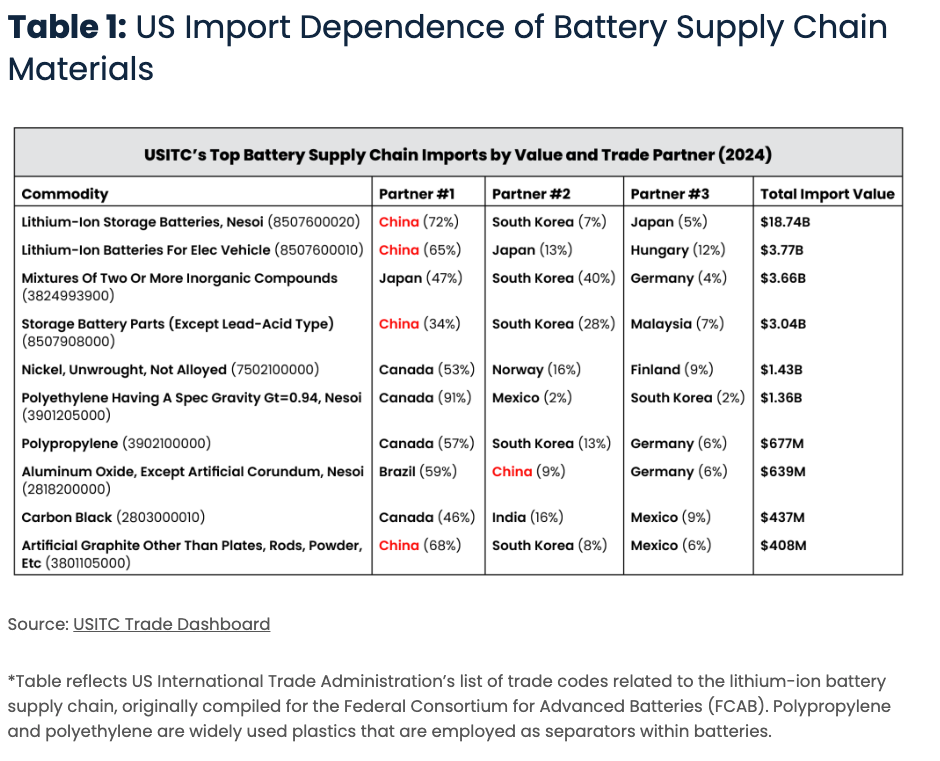 Table 1: US Import Dependence of Battery Supply Chain
Materials
USITC's Top Battery Supply Chain Imports by Value and Trade Partner (2024)
Commodity Partner #1 Partner #2 Partner #3 Total Import Value
Lithium-Ion Storage Batteries, Nesoi (8507600020) China (72%) South Korea (7%) Japan (5%) $18.74B
Lithium-Ion Batteries For Elec Vehicle (8507600010) China (65%) Japan (13%) Hungary (12%) $3.77B
Mixtures Of Two Or More Inorganic Compounds Japan (47%) South Korea (40%) Germany (4%) $3.66B
(3824993900)
Storage Battery Parts (Except Lead-Acid Type) China (34%) South Korea (28%) Malaysia (7%) $3.04B
(8507908000)
Nickel, Unwrought, Not Alloyed (7502100000) Canada (53%) Norway (16%) Finland (9%) $1.43B
Polyethylene Having A Spec Gravity Gt=0.94, Nesoi Canada (91%) Mexico (2%) South Korea (2%) $1.36B
(3901205000)
Polypropylene (3902100000) Canada (57%) South Korea (13%) Germany (6%) $677M
Aluminum Oxide, Except Artificial Corundum, Nesoi Brazil (59%) China (9%) Germany (6%) $639M
(2818200000)
Carbon Black (2803000010) Canada (46%) India (16%) Mexico (9%) $437M
Artificial Graphite Other Than Plates, Rods, Powder, China (68%) South Korea (8%) Mexico (6%) $408M
Etc (3801105000)
Source: USITC Trade Dashboard
*Table reflects US International Trade Administration's list of trade codes related to the lithium-ion battery
supply chain, originally compiled for the Federal Consortium for Advanced Batteries (FCAB). Polypropylene
and polyethylene are widely used plastics that are employed as separators within batteries.